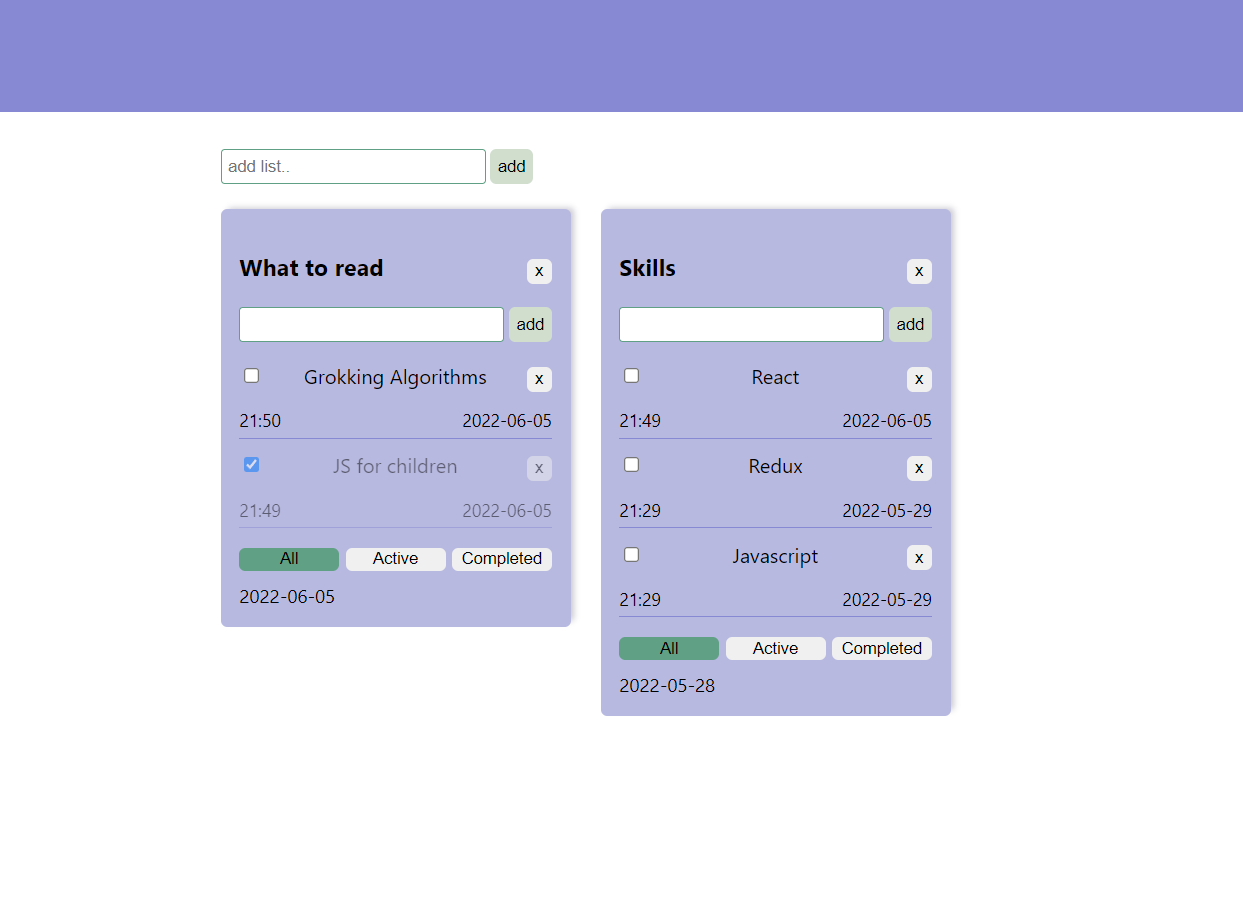 add list.. add
What to read x
add
Grokking Algorithms x
21:50 2022-06-05
JS for children x
21:49 2022-06-05
All Active Completed
2022-06-05
Skills x
add
React x
21:49 2022-06-05
Redux x
21:29 2022-05-29
Javascript x
21:29 2022-05-29
All Active Completed
2022-05-28